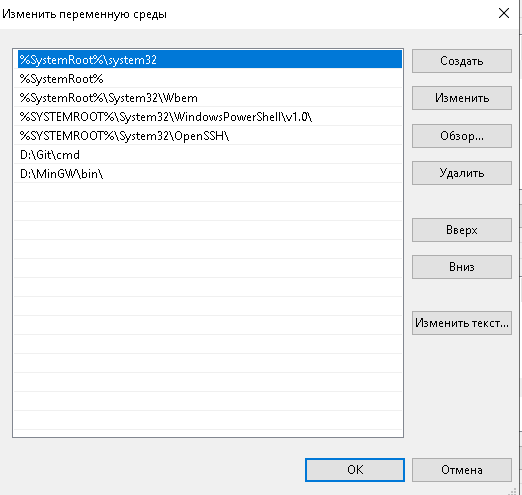 Изменить переменную среды
%SystemRoot%\system32
%SystemRoot%
%SystemRoot%\System32\Wbem
%SYSTEMROOT%\System32\WindowsPowerShell\v1.0\
%SYSTEMROOT%\System32\OpenSSH\
D:\Git\cmd
D:\MinGW\bin\
Создать
Изменить
Обзор...
Удалить
Вверх
Вниз
Изменить текст...
OK
Отмена